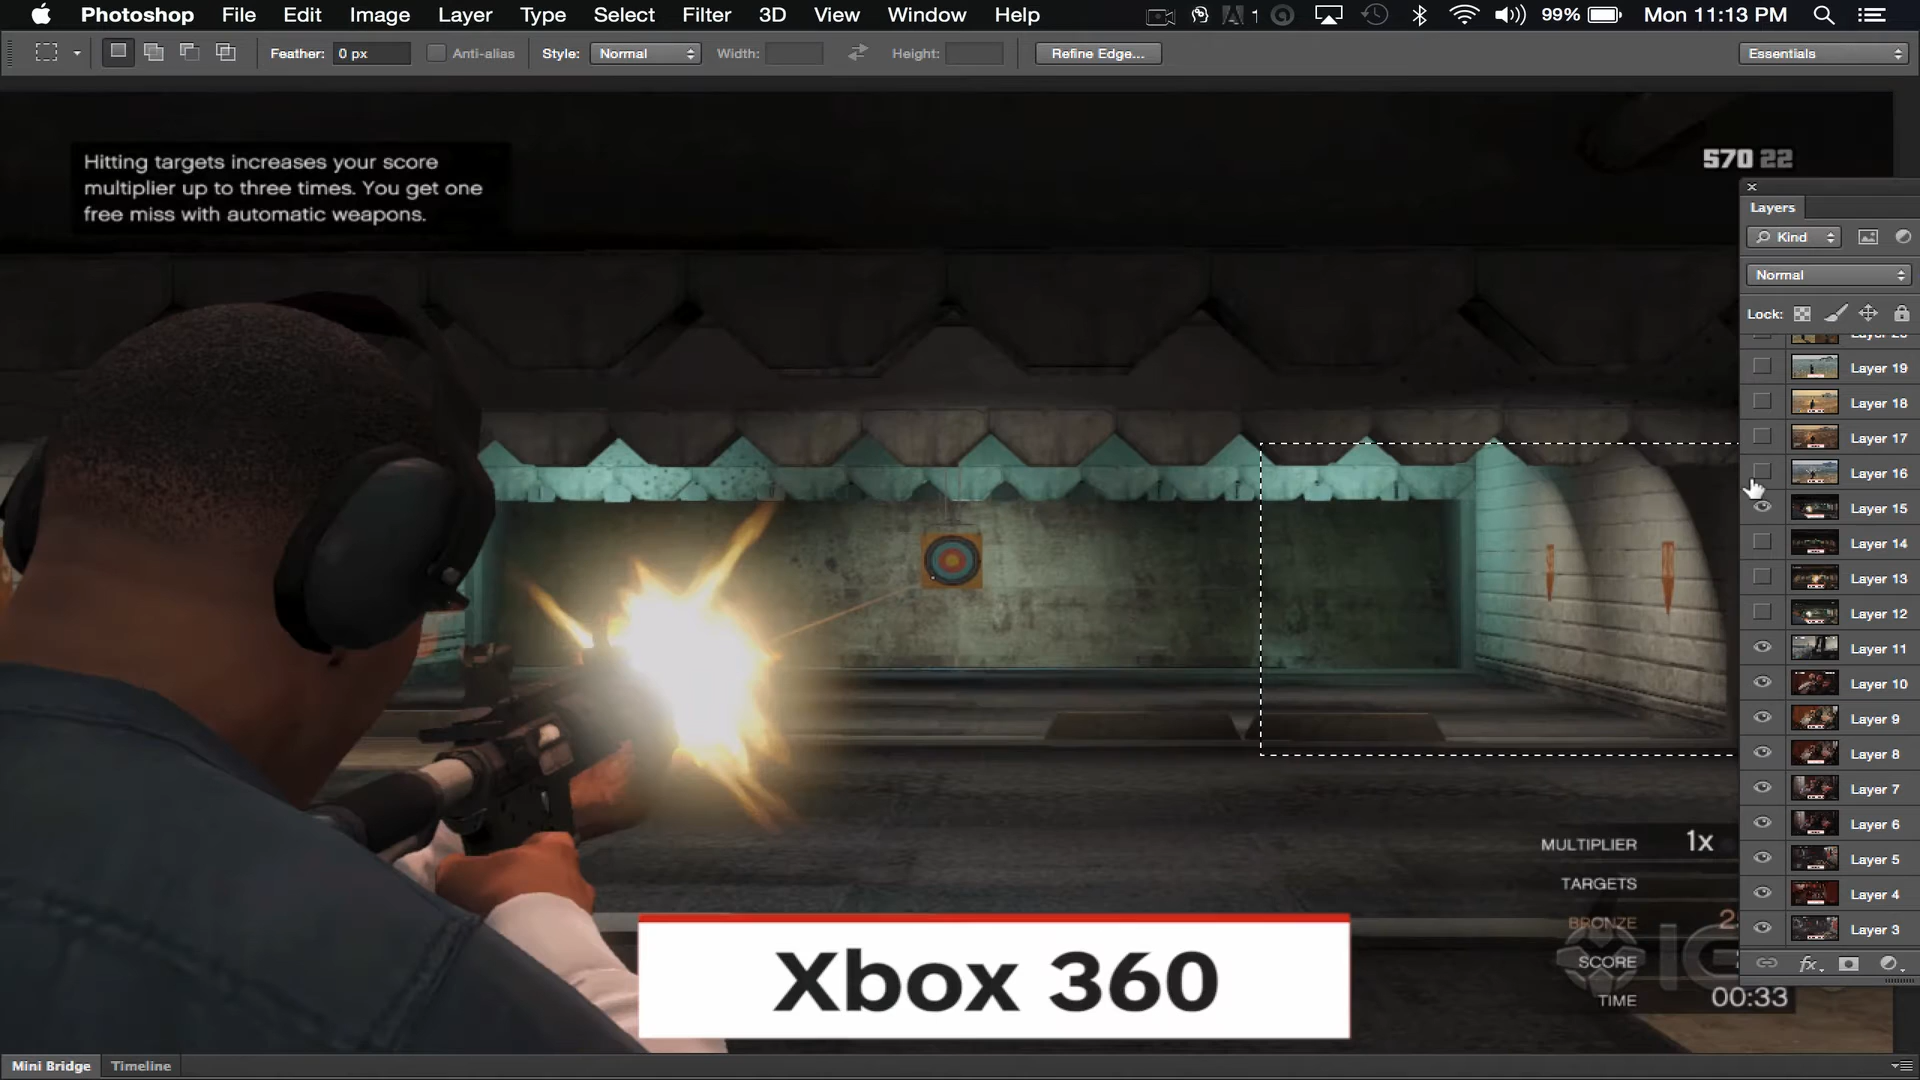 Photoshop File Edit Image Layer Type Select Filter 3D View Window Help 1 99% Mon 11:13 PM
Feather: 0 px Anti-alias Style: Normal Width: Height: Refine Edge... Essentials
Hitting targets increases your score
multiplier up to three times. You get one
free miss with automatic weapons.
570 22
Layers
Kind
Normal
Lock:
Layer 19
Layer 18
Layer 17
Layer 16
Layer 15
Layer 14
Layer 13
Layer 12
Layer 11
Layer 10
Layer 9
Layer 8
Layer 7
Layer 6
Layer 5
Layer 4
Layer 3
fx
MULTIPLIER 1x
TARGETS
BRONZE
SCORE
TIME 00:33
Xbox 360
Mini Bridge Timeline